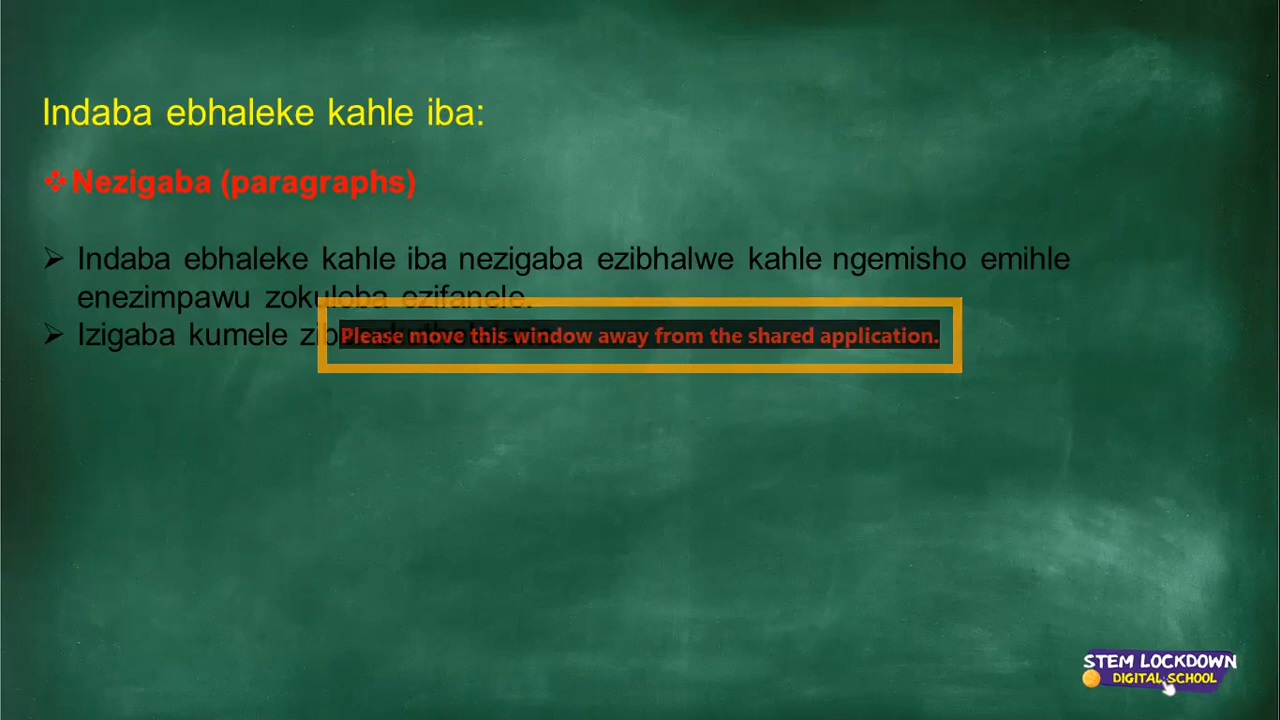 Indaba ebhaleke kahle iba:
❖Nezigaba (paragraphs)
➢ Indaba ebhaleke kahle iba nezigaba ezibhalwe kahle ngemisho emihle
enezimpawu zokuloba ezifanele.
➢ Izigaba kumele
Please move this window away from the shared application.
STEM LOCKDOWN
DIGITAL SCHOOL